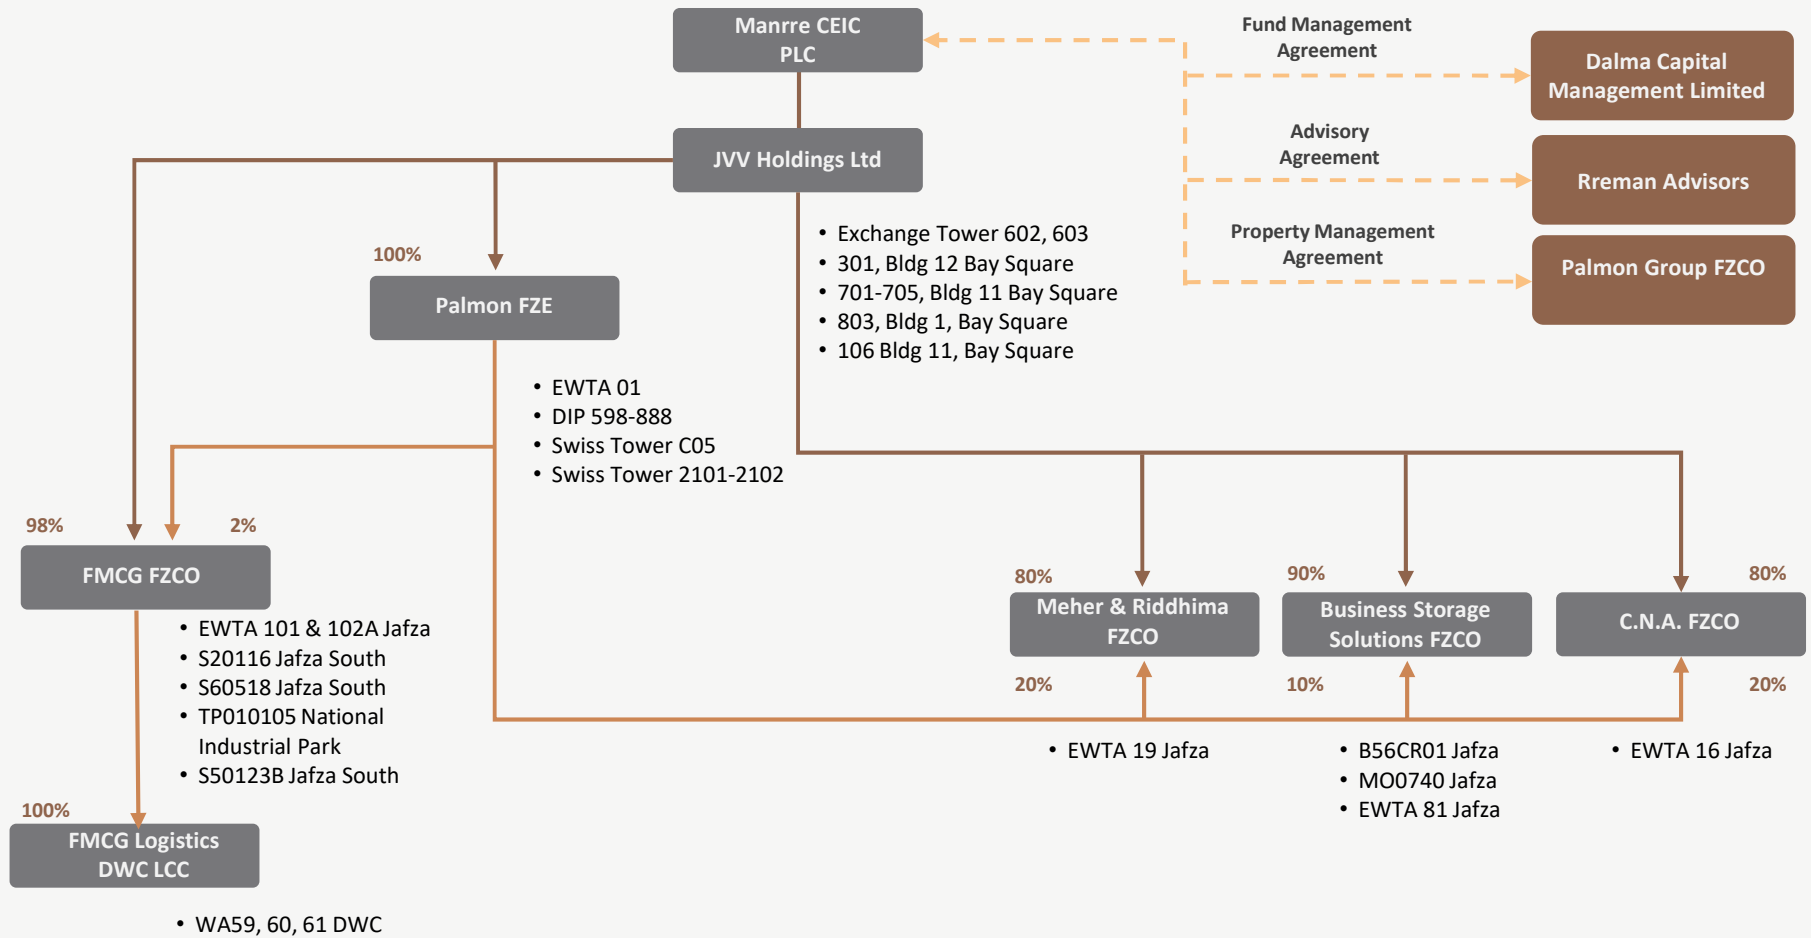 Manrre CEIC
PLC
Fund Management
Agreement
Dalma Capital
Management Limited
JVV Holdings Ltd
Advisory
Agreement
Rreman Advisors
Property Management
Agreement
Palmon Group FZCO
• Exchange Tower 602, 603
• 301, Bldg 12 Bay Square
• 701-705, Bldg 11 Bay Square
• 803, Bldg 1, Bay Square
• 106 Bldg 11, Bay Square
100%
Palmon FZE
• EWTA 01
• DIP 598-888
• Swiss Tower C05
• Swiss Tower 2101-2102
98%
2%
FMCG FZCO
• EWTA 101 & 102A Jafza
• S20116 Jafza South
• S60518 Jafza South
• TP010105 National
Industrial Park
• S50123B Jafza South
100%
FMCG Logistics
DWC LCC
• WA59, 60, 61 DWC
80%
Meher & Riddhima
FZCO
20%
• EWTA 19 Jafza
90%
Business Storage
Solutions FZCO
10%
• B56CR01 Jafza
• MO0740 Jafza
• EWTA 81 Jafza
80%
C.N.A. FZCO
20%
• EWTA 16 Jafza